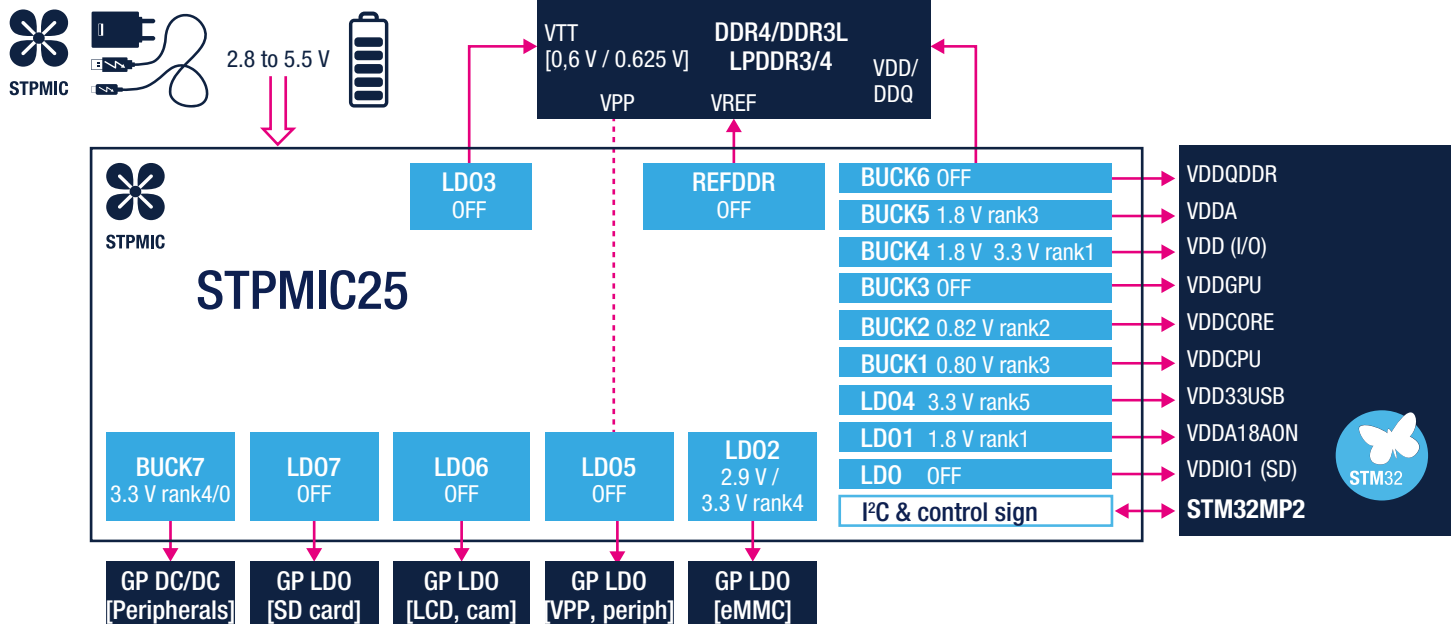 STPMIC
2.8 to 5.5 V
VTT
[0,6 V / 0.625 V]
DDR4/DDR3L
LPDDR3/4
VDD/
DDQ
VPP
VREF
STPMIC
STPMIC25
LDO3
OFF
REFDDR
OFF
BUCK6 OFF
BUCK5 1.8 V rank3
BUCK4 1.8 V 3.3 V rank1
BUCK3 OFF
BUCK2 0.82 V rank2
BUCK1 0.80 V rank3
LDO4 3.3 V rank5
LDO1 1.8 V rank1
LDO OFF
I²C & control sign
VDDQDDR
VDDA
VDD (I/O)
VDDGPU
VDDCORE
VDDCPU
VDD33USB
VDDA18AON
VDDIO1 (SD)
STM32MP2
STM32
BUCK7
3.3 V rank4/0
LDO7
OFF
LDO6
OFF
LDO5
OFF
LDO2
2.9 V /
3.3 V rank4
GP DC/DC
[Peripherals]
GP LDO
[SD card]
GP LDO
[LCD, cam]
GP LDO
[VPP, periph]
GP LDO
[eMMC]